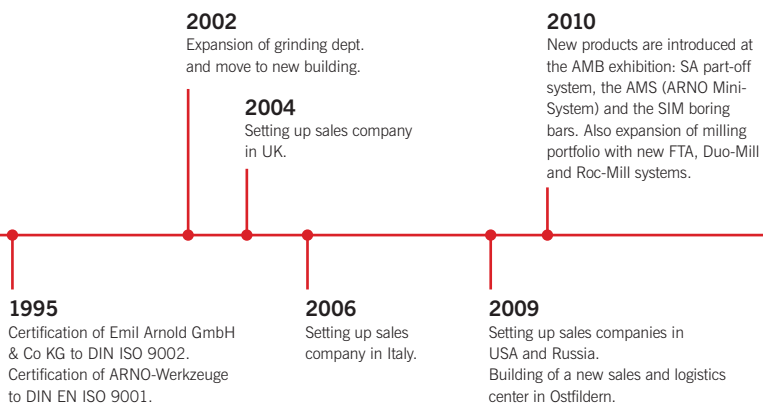 2002
Expansion of grinding dept.
and move to new building.
2004
Setting up sales company
in UK.
2010
New products are introduced at
the AMB exhibition: SA part-off
system, the AMS (ARNO Mini-
System) and the SIM boring
bars. Also expansion of milling
portfolio with new FTA, Duo-Mill
and Roc-Mill systems.
1995
Certification of Emil Arnold GmbH
& Co KG to DIN ISO 9002.
Certification of ARNO-Werkzeuge
to DIN EN ISO 9001.
2006
Setting up sales
company in Italy.
2009
Setting up sales companies in
USA and Russia.
Building of a new sales and logistics
center in Ostfildern.